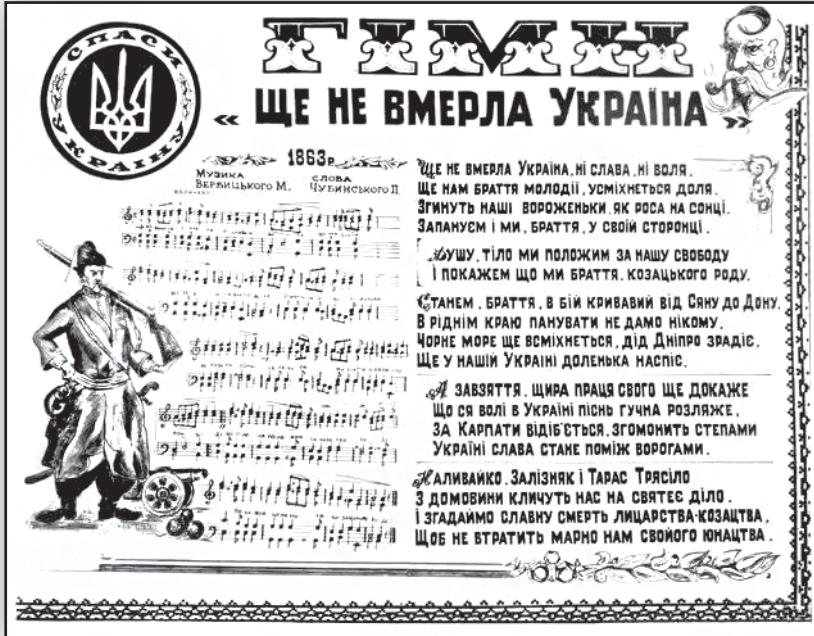 СПАСИ УКРАЇНУ
ГІМН
« ЩЕ НЕ ВМЕРЛА УКРАЇНА »
1863р.
МУЗИКА
ВЕРБИЦЬКОГО М.
СЛОВА
ЧУБИНСЬКОГО П.
ЩЕ НЕ ВМЕРЛА УКРАЇНА, НІ СЛАВА, НІ ВОЛЯ.
ЩЕ НАМ БРАТТЯ МОЛОДІЇ, УСМІХНЕТЬСЯ ДОЛЯ.
ЗГИНУТЬ НАШІ ВОРОЖЕНЬКИ, ЯК РОСА НА СОНЦІ.
ЗАПАНУЄМ І МИ, БРАТТЯ, У СВОЇЙ СТОРОНЦІ.
ДУШУ, ТІЛО МИ ПОЛОЖИМ ЗА НАШУ СВОБОДУ
І ПОКАЖЕМ ЩО МИ БРАТТЯ, КОЗАЦЬКОГО РОДУ.
СТАНЕМ, БРАТТЯ, В БІЙ КРИВАВИЙ ВІД СЯНУ ДО ДОНУ.
В РІДНІМ КРАЮ ПАНУВАТИ НЕ ДАМО НІКОМУ.
ЧОРНЕ МОРЕ ЩЕ ВСМІХНЕТЬСЯ, ДІД ДНІПРО ЗРАДІЄ.
ЩЕ У НАШІЙ УКРАЇНІ ДОЛЕНЬКА НАСПІЄ.
А ЗАВЗЯТТЯ, ЩИРА ПРАЦЯ СВОГО ЩЕ ДОКАЖЕ
ЩО СЯ ВОЛІ В УКРАЇНІ ПІСНЬ ГУЧНА РОЗЛЯЖЕ,
ЗА КАРПАТИ ВІДІБ'ЄТЬСЯ, ЗГОМОНИТЬ СТЕПАМИ
УКРАЇНІ СЛАВА СТАНЕ ПОМІЖ ВОРОГАМИ.
НАЛИВАЙКО, ЗАЛІЗНЯК І ТАРАС ТРЯСІЛО
З ДОМОВИНИ КЛИЧУТЬ НАС НА СВЯТЕЄ ДІЛО.
І ЗГАДАЙМО СЛАВНУ СМЕРТЬ ЛИЦАРСТВА-КОЗАЦТВА,
ЩОБ НЕ ВТРАТИТЬ МАРНО НАМ СВОЙОГО ЮНАЦТВА.